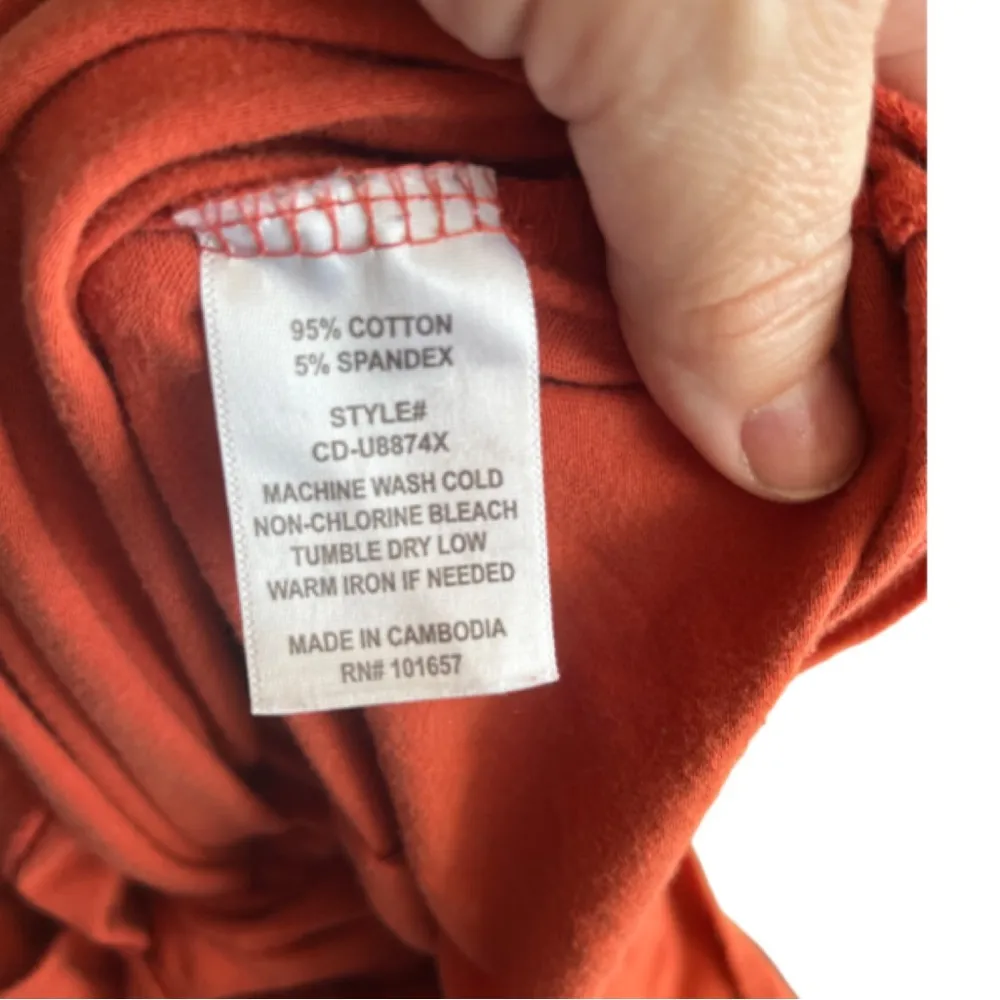 95% COTTON
5% SPANDEX
STYLE#
CD-U8874X
MACHINE WASH COLD
NON-CHLORINE BLEACH
TUMBLE DRY LOW
WARM IRON IF NEEDED
MADE IN CAMBODIA
RN# 101657